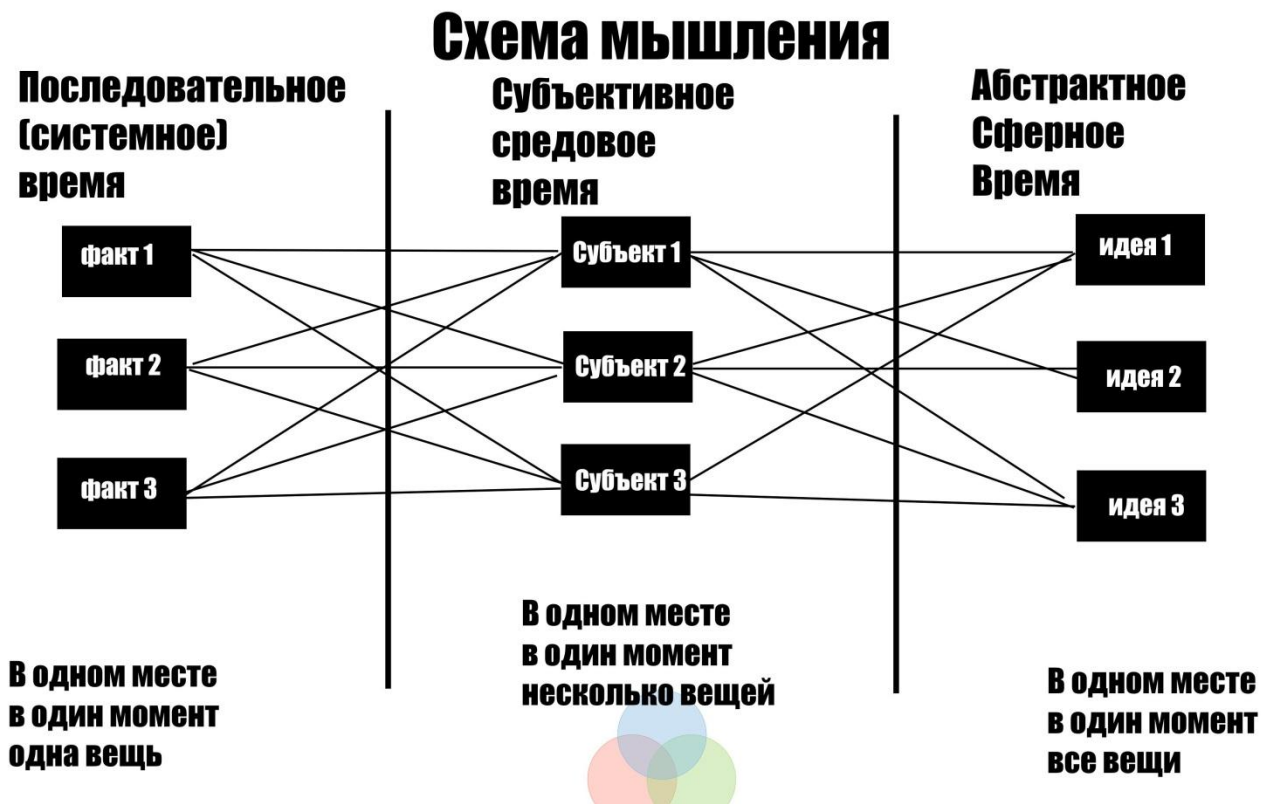 Схема мышления
Последовательное
(системное)
время
Субъективное
средовое
время
Абстрактное
Сферное
Время
факт 1
Субъект 1
идея 1
факт 2
Субъект 2
идея 2
факт 3
Субъект 3
идея 3
В одном месте
в один момент
одна вещь
В одном месте
в один момент
несколько вещей
В одном месте
в один момент
все вещи